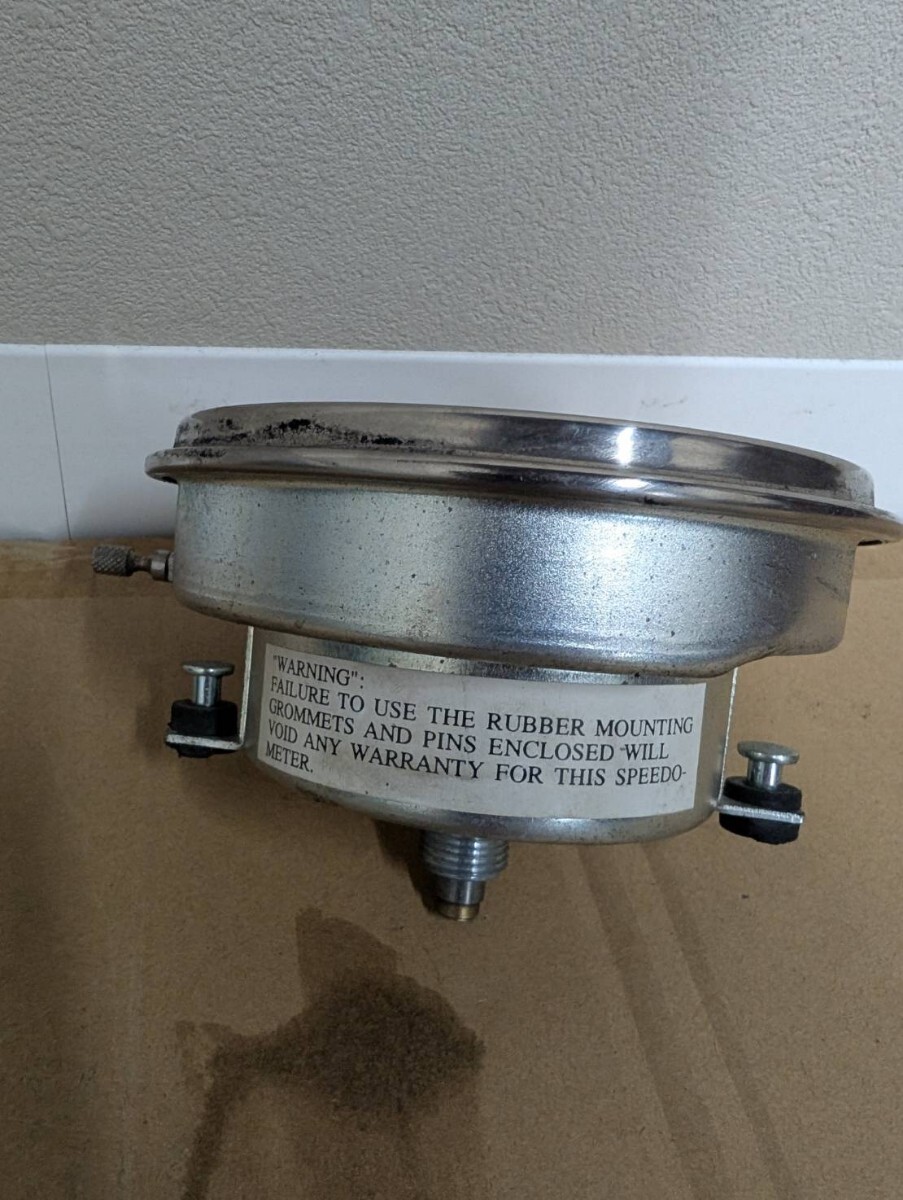 "WARNING":
FAILURE TO USE THE RUBBER MOUNTING
GROMMETS AND PINS ENCLOSED WILL
VOID ANY WARRANTY FOR THIS SPEEDO-
METER.